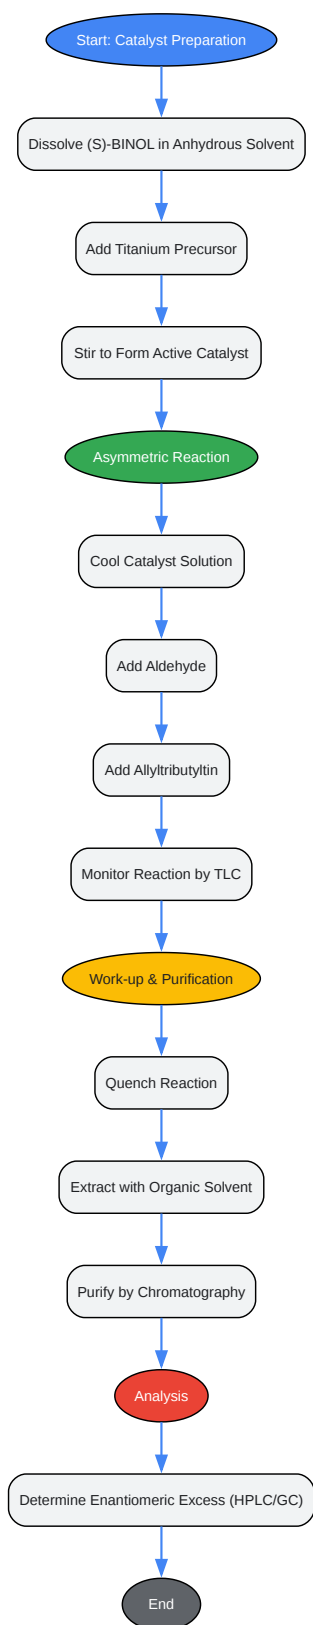 Start: Catalyst Preparation
Dissolve (S)-BINOL in Anhydrous Solvent
Add Titanium Precursor
Stir to Form Active Catalyst
Asymmetric Reaction
Cool Catalyst Solution
Add Aldehyde
Add Allyltributyltin
Monitor Reaction by TLC
Work-up & Purification
Quench Reaction
Extract with Organic Solvent
Purify by Chromatography
Analysis
Determine Enantiomeric Excess (HPLC/GC)
End